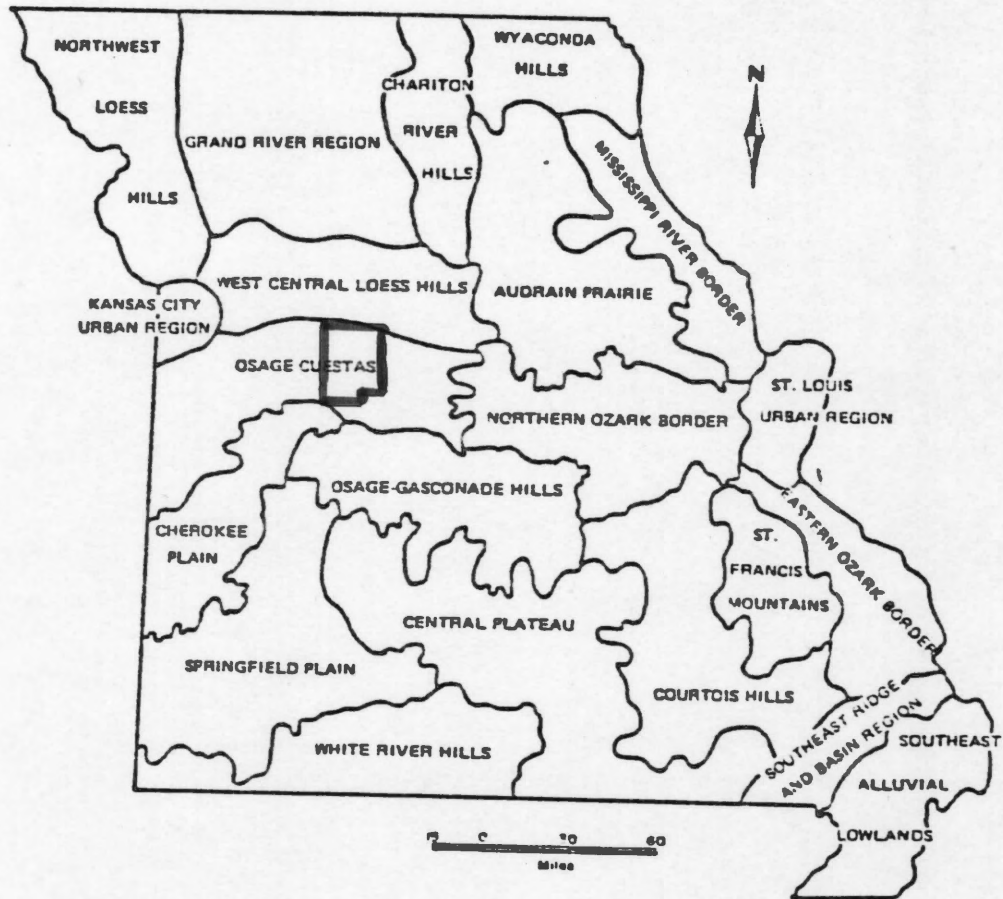 NORTHWEST
LOESS
HILLS
GRAND RIVER REGION
CHARITON
RIVER
HILLS
WYACONDA
HILLS
N
MISSISSIPPI RIVER BORDER
KANSAS CITY
URBAN REGION
WEST CENTRAL LOESS HILLS
AUDRAIN PRAIRIE
OSAGE CUESTAS
NORTHERN OZARK BORDER
ST. LOUIS
URBAN REGION
OSAGE-GASCONADE HILLS
CHEROKEE
PLAIN
ST.
FRANCIS
MOUNTAINS
EASTERN OZARK BORDER
CENTRAL PLATEAU
SPRINGFIELD PLAIN
COURTOIS HILLS
WHITE RIVER HILLS
SOUTHEAST RIDGE
AND BASIN REGION
SOUTHEAST
ALLUVIAL
LOWLANDS
0
60
Miles